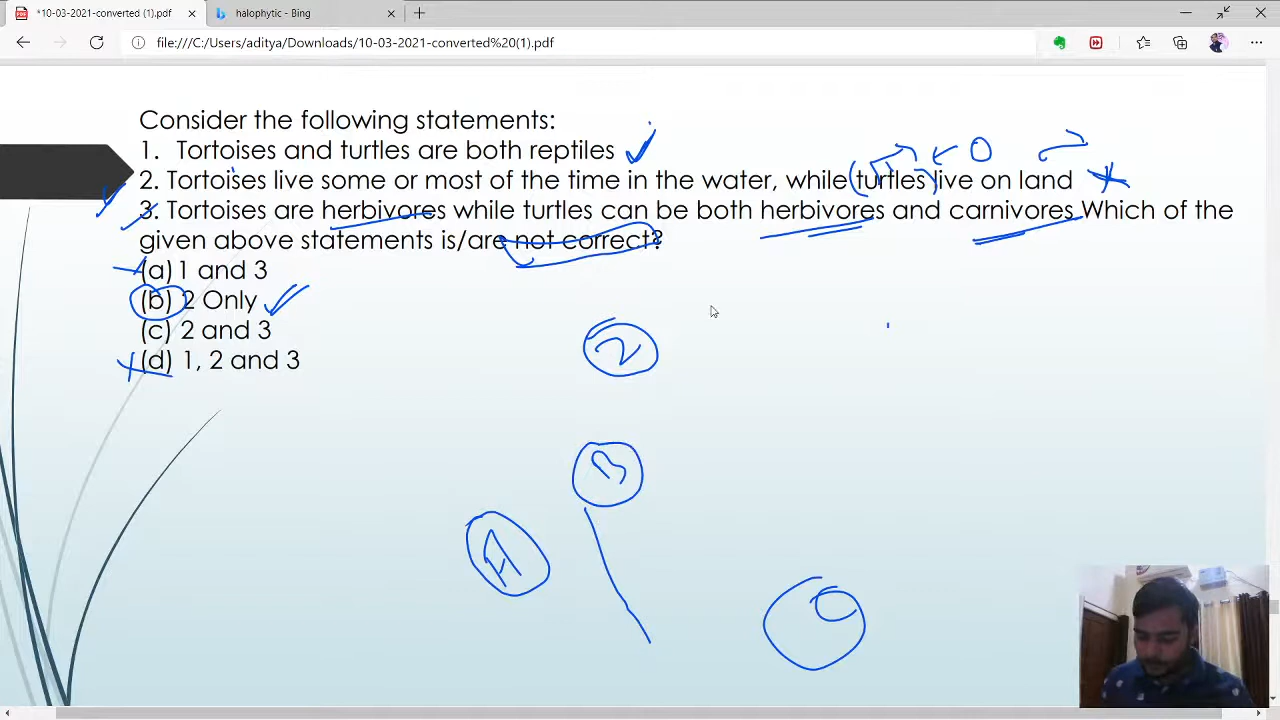 *10-03-2021-converted (1).pdf
halophytic - Bing
file:///C:/Users/aditya/Downloads/10-03-2021-converted%20(1).pdf
Consider the following statements:
1. Tortoises and turtles are both reptiles
2. Tortoises live some or most of the time in the water, while turtles live on land
3. Tortoises are herbivores while turtles can be both herbivores and carnivores Which of the
given above statements is/are not correct?
(a) 1 and 3
(b) 2 Only
(c) 2 and 3
(d) 1, 2 and 3
2